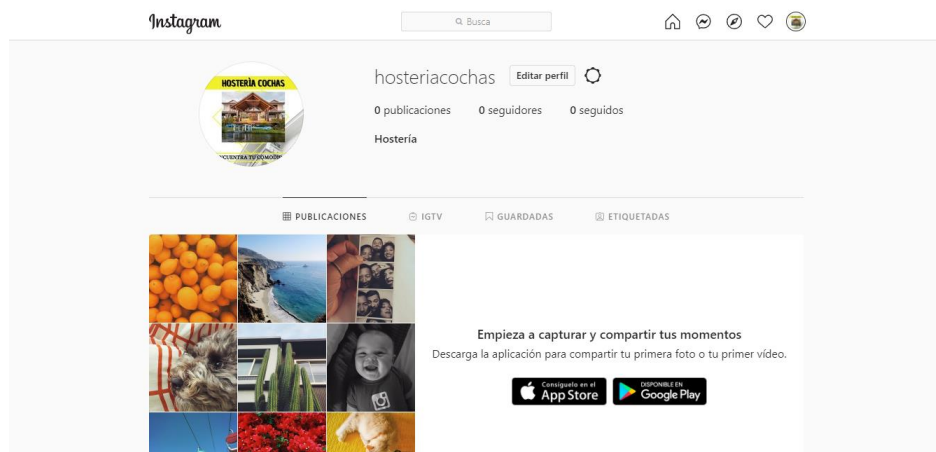 Instagram
Busca
HOSTERÌA COCHAS
hosteriacochas
Editar perfil
0 publicaciones 0 seguidores 0 seguidos
Hostería
PUBLICACIONES IGTV GUARDADAS ETIQUETADAS
Empieza a capturar y compartir tus momentos
Descarga la aplicación para compartir tu primera foto o tu primer vídeo.
Consíguelo en el
App Store
DISPONIBLE EN
Google Play